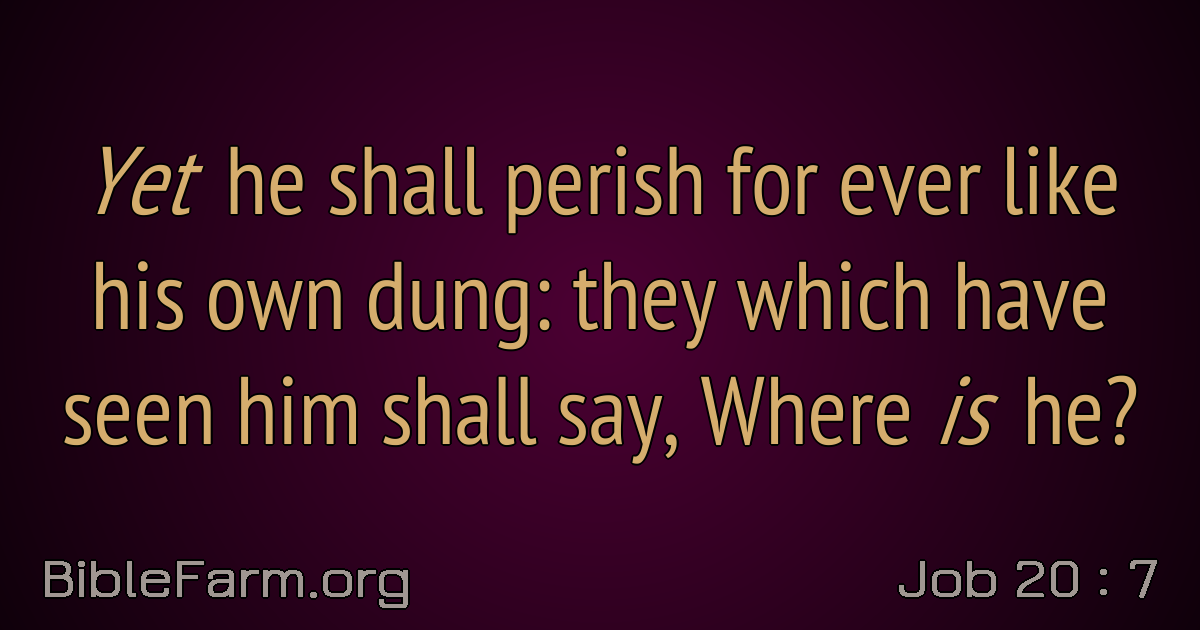 Yet he shall perish for ever like
his own dung: they which have
seen him shall say, Where is he?
BibleFarm.org
Job 20 : 7